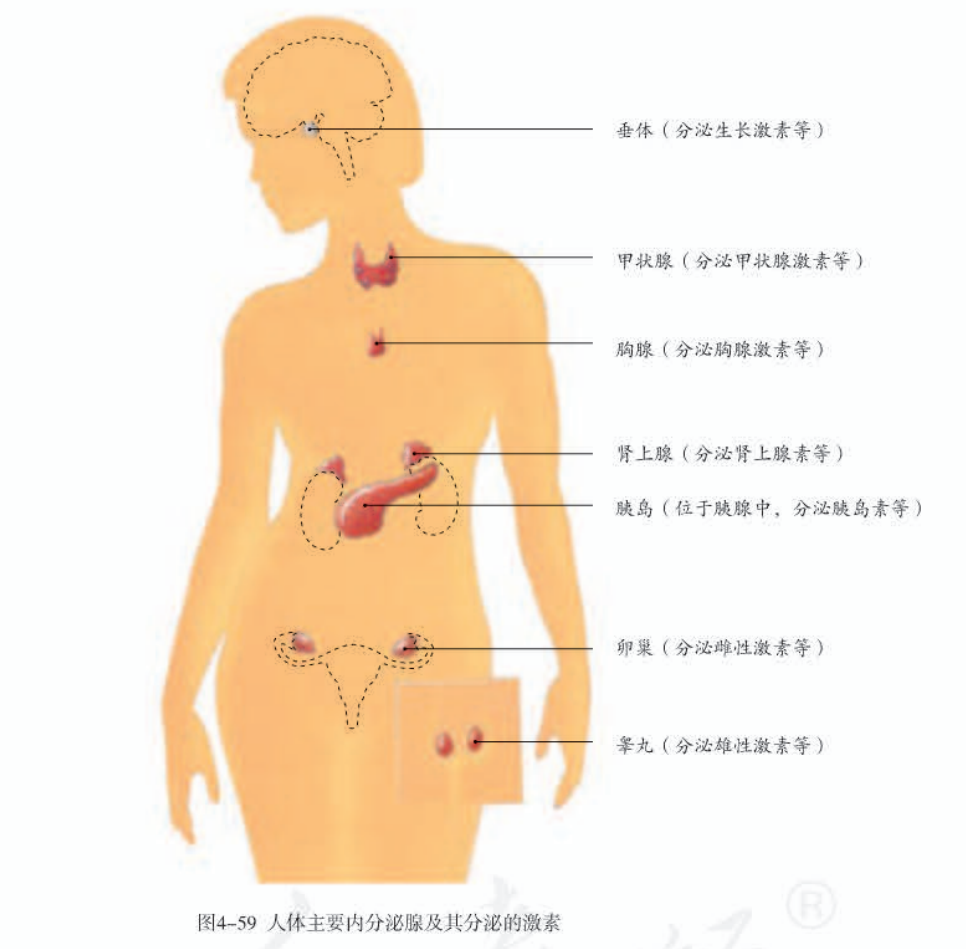 垂体（分泌生长激素等）
甲状腺（分泌甲状腺激素等）
胸腺（分泌胸腺激素等）
肾上腺（分泌肾上腺素等）
胰岛（位于胰腺中，分泌胰岛素等）
卵巢（分泌雌性激素等）
睾丸（分泌雄性激素等）
图4-59 人体主要内分泌腺及其分泌的激素
®